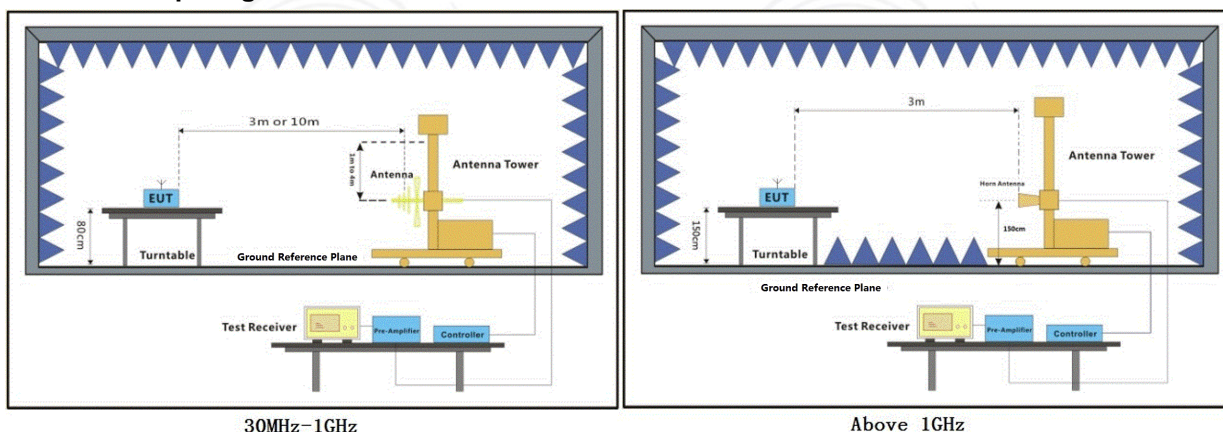 3m or 10m
1m to 4m
Antenna
Antenna Tower
EUT
80cm
Turntable
Ground Reference Plane
Test Receiver
Pre-Amplifier
Controller
30MHz-1GHz
3m
Antenna Tower
Horn Antenna
EUT
150cm
150cm
Turntable
Ground Reference Plane
Test Receiver
Pre-Amplifier
Controller
Above 1GHz